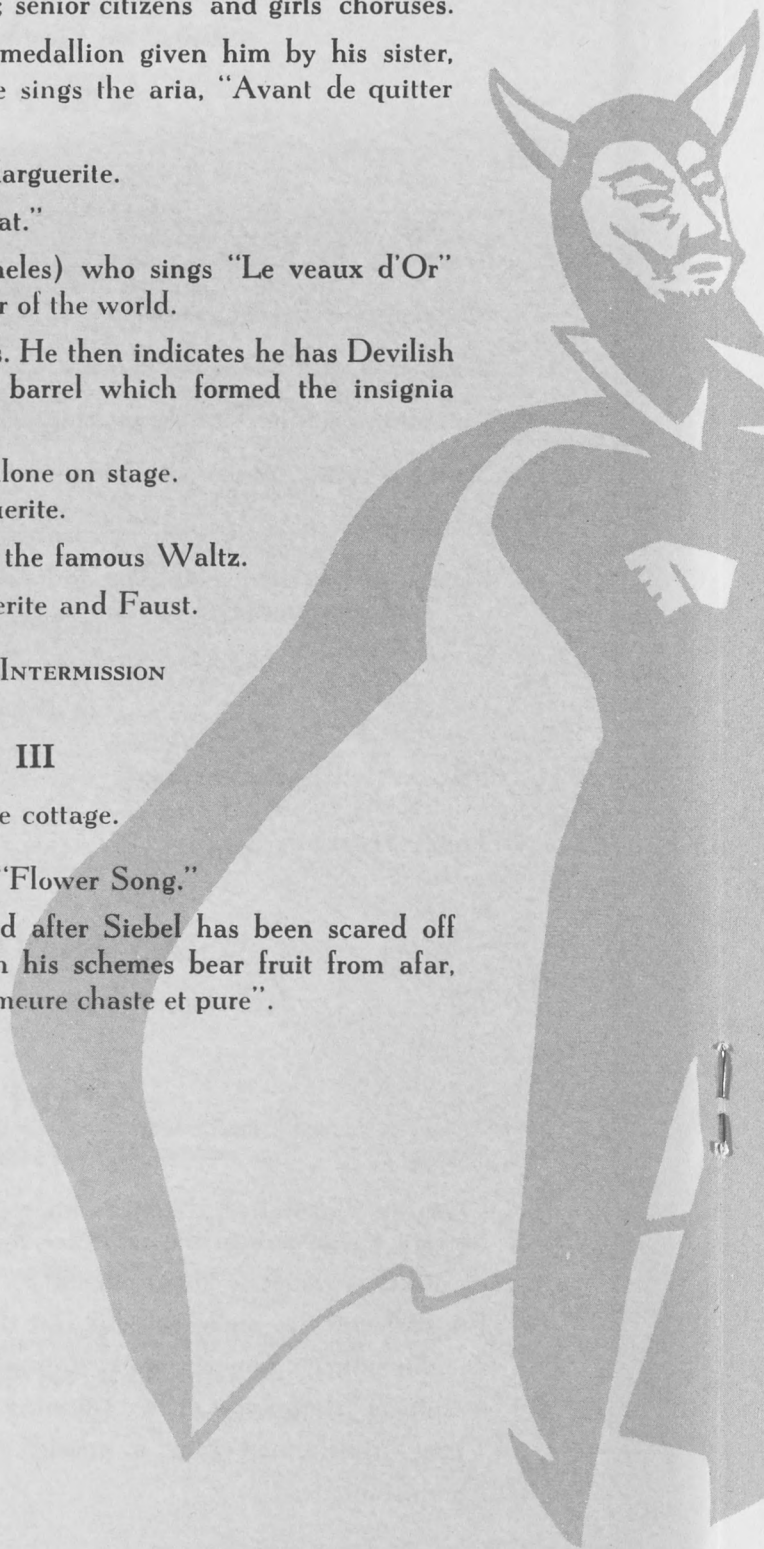 senior citizens and girls choruses.
medallion given him by his sister,
sings the aria, “Avant de quitter
arguerite.
at.”
heles) who sings “Le veaux d'Or”
of the world.
. He then indicates he has Devilish
barrel which formed the insignia
lone on stage.
uerite.
the famous Waltz.
erite and Faust.
INTERMISSION
III
cottage.
“Flower Song.”
after Siebel has been scared off
his schemes bear fruit from afar,
meure chaste et pure”.